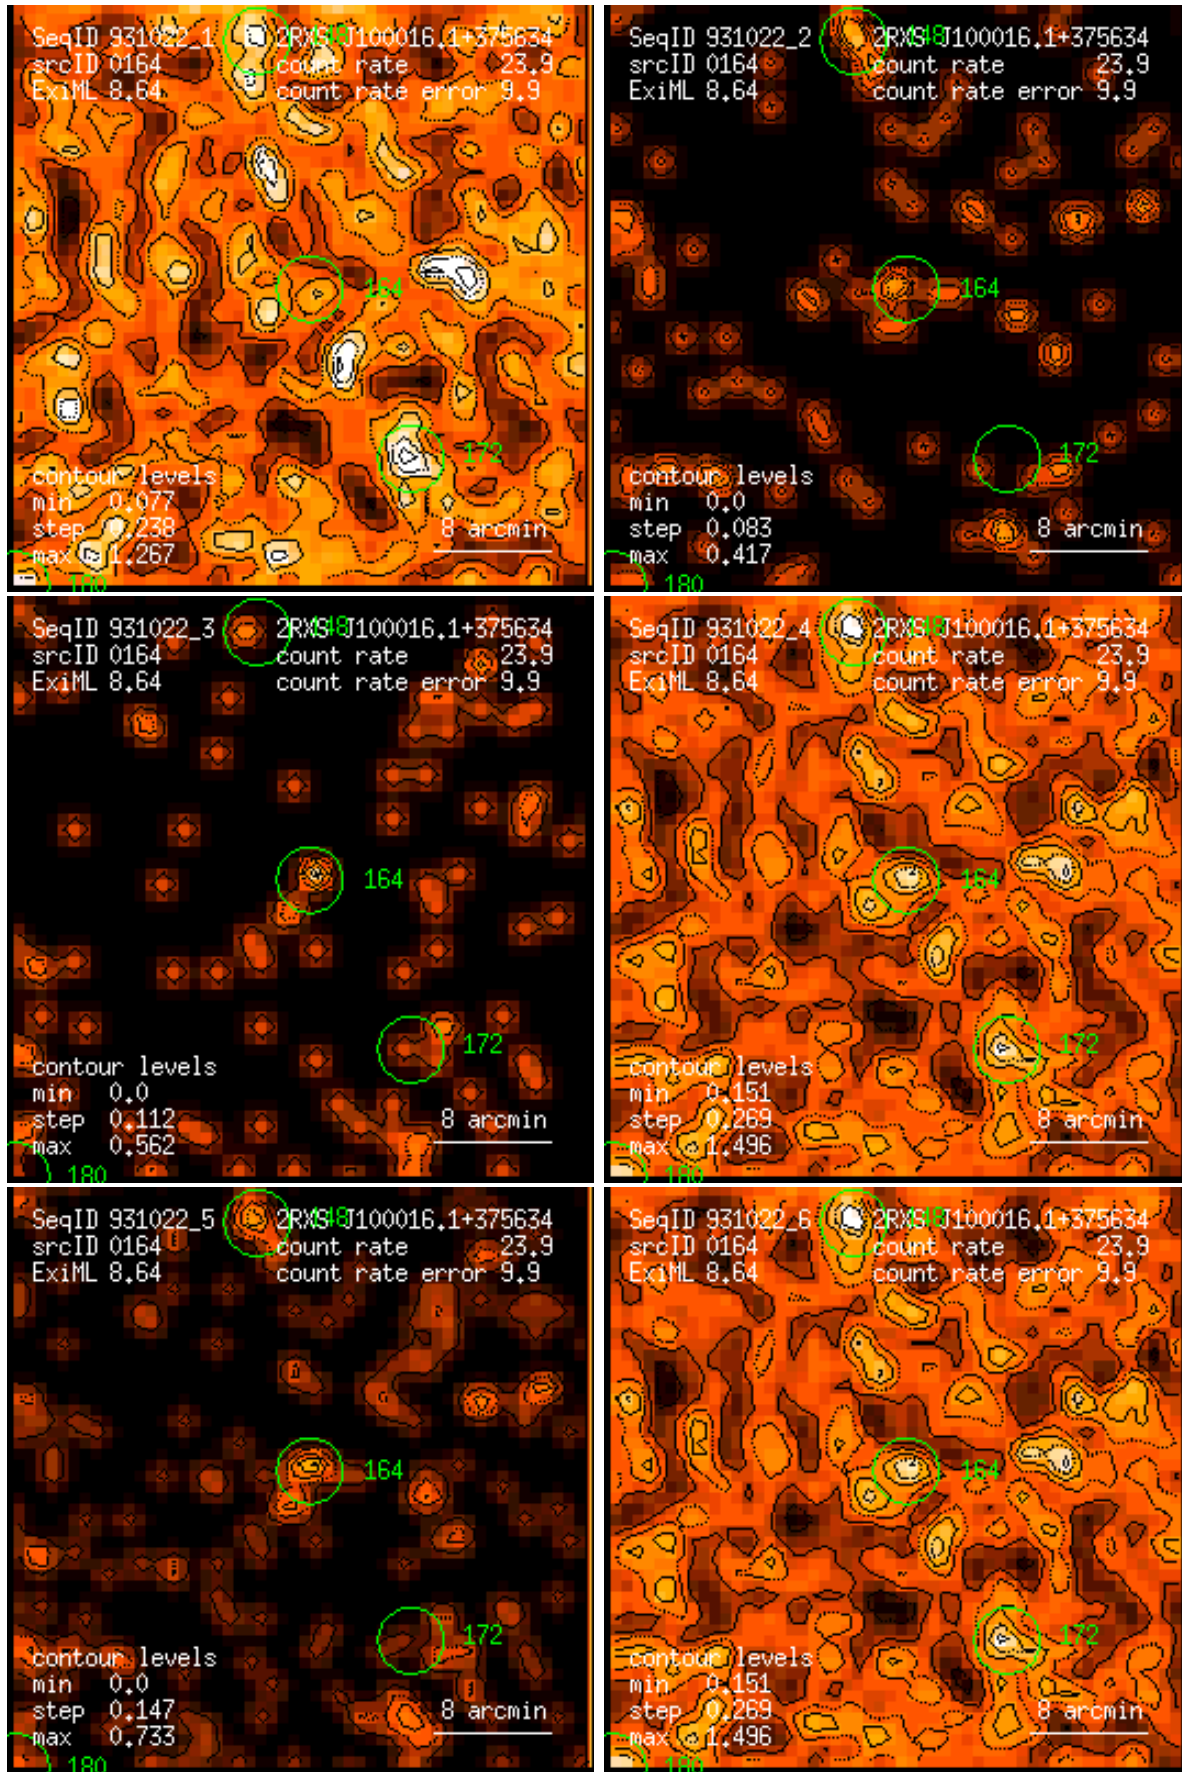 SeqID 931022_1 148 2RXS J100016.1+375634
srcID 0164 count rate 23.9
ExiML 8.64 count rate error 9.9
164
172
contour levels
min 0.077
step 0.238
max 1.267
8 arcmin
180
SeqID 931022_2 148 2RXS J100016.1+375634
srcID 0164 count rate 23.9
ExiML 8.64 count rate error 9.9
164
172
contour levels
min 0.0
step 0.083
max 0.417
8 arcmin
180
SeqID 931022_3 148 2RXS J100016.1+375634
srcID 0164 count rate 23.9
ExiML 8.64 count rate error 9.9
164
172
contour levels
min 0.0
step 0.112
max 0.562
8 arcmin
180
SeqID 931022_4 148 2RXS J100016.1+375634
srcID 0164 count rate 23.9
ExiML 8.64 count rate error 9.9
164
172
contour levels
min 0.151
step 0.269
max 1.496
8 arcmin
180
SeqID 931022_5 148 2RXS J100016.1+375634
srcID 0164 count rate 23.9
ExiML 8.64 count rate error 9.9
164
172
contour levels
min 0.0
step 0.147
max 0.733
8 arcmin
180
SeqID 931022_6 148 2RXS J100016.1+375634
srcID 0164 count rate 23.9
ExiML 8.64 count rate error 9.9
164
172
contour levels
min 0.151
step 0.269
max 1.496
8 arcmin
180